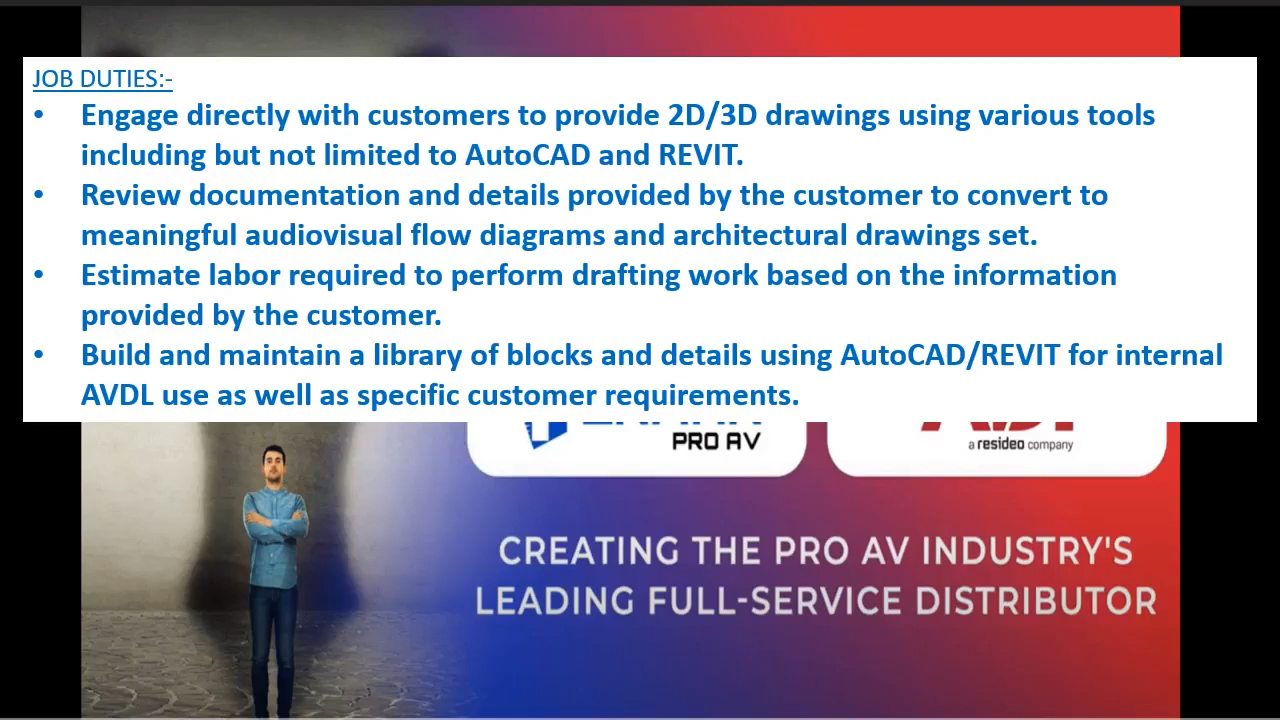 JOB DUTIES:-
• Engage directly with customers to provide 2D/3D drawings using various tools
including but not limited to AutoCAD and REVIT.
• Review documentation and details provided by the customer to convert to
meaningful audiovisual flow diagrams and architectural drawings set.
• Estimate labor required to perform drafting work based on the information
provided by the customer.
• Build and maintain a library of blocks and details using AutoCAD/REVIT for internal
AVDL use as well as specific customer requirements.
PRO AV
a resideo company
CREATING THE PRO AV INDUSTRY'S
LEADING FULL-SERVICE DISTRIBUTOR